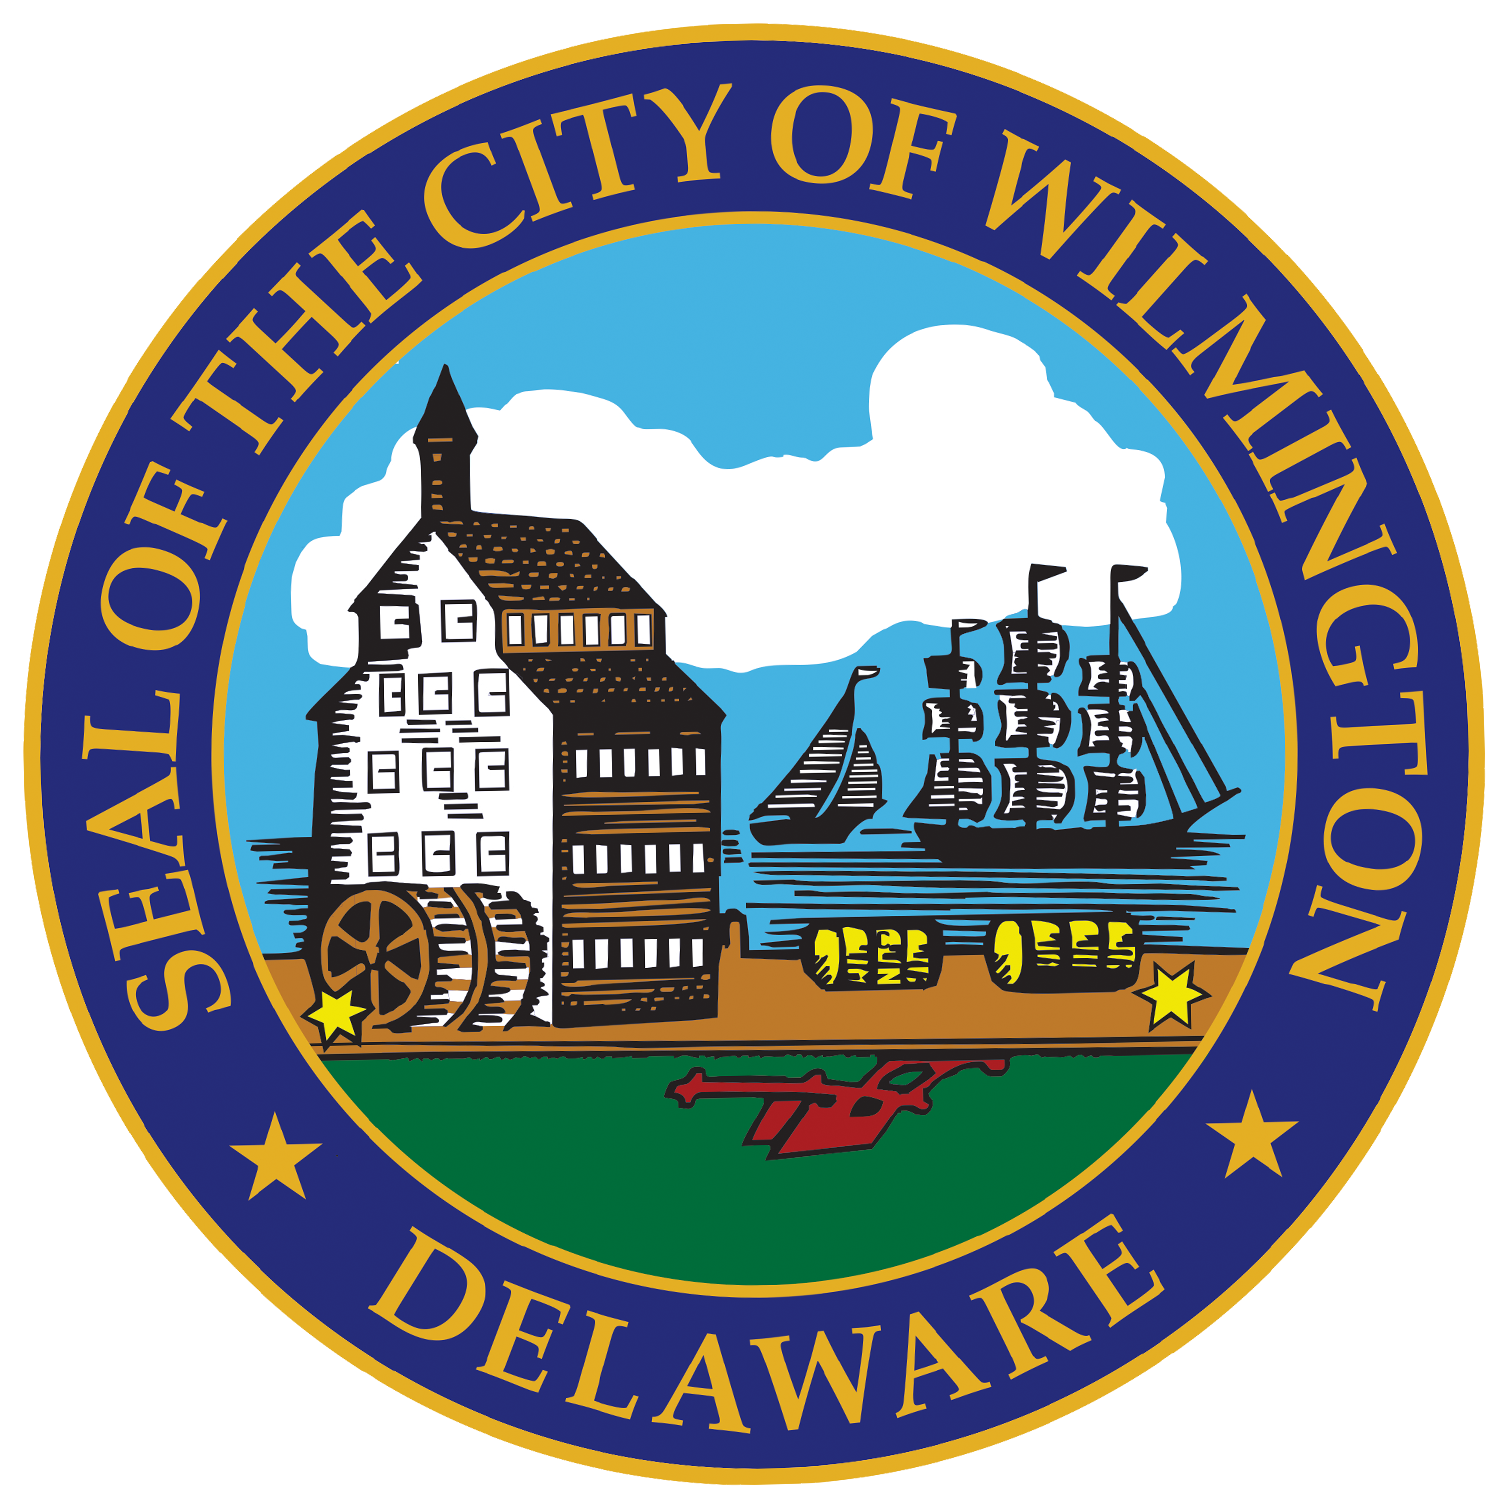 SEAL OF THE CITY OF WILMINGTON
DELAWARE